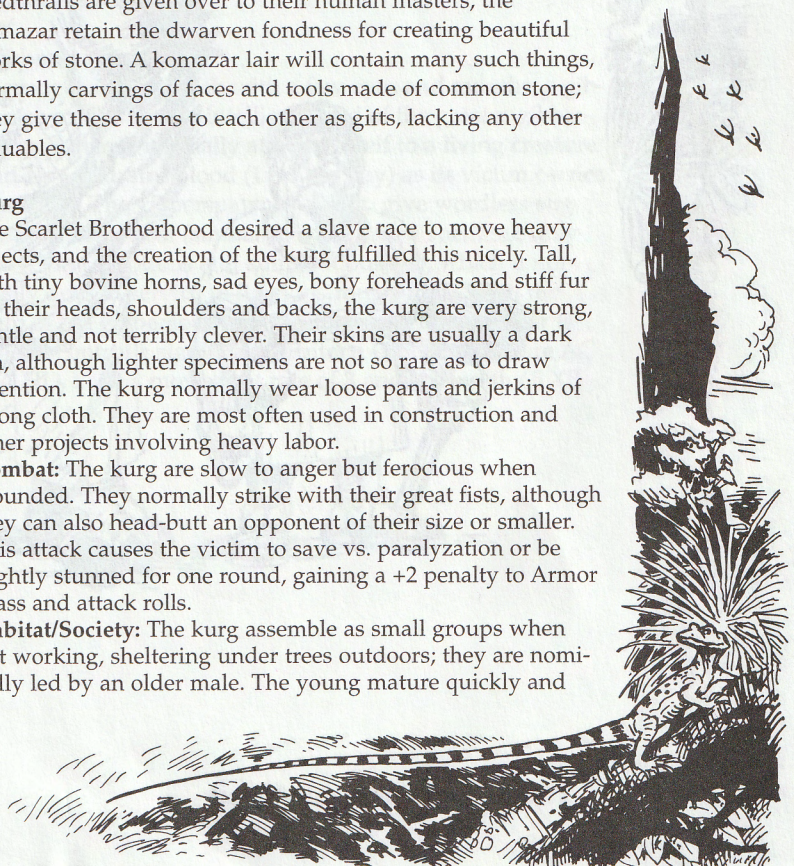 edthralls are given over to their human masters, the
mazar retain the dwarven fondness for creating beautiful
rks of stone. A komazar lair will contain many such things,
rmally carvings of faces and tools made of common stone;
ey give these items to each other as gifts, lacking any other
uables.
urg
e Scarlet Brotherhood desired a slave race to move heavy
ects, and the creation of the kurg fulfilled this nicely. Tall,
th tiny bovine horns, sad eyes, bony foreheads and stiff fur
their heads, shoulders and backs, the kurg are very strong,
ntle and not terribly clever. Their skins are usually a dark
n, although lighter specimens are not so rare as to draw
ention. The kurg normally wear loose pants and jerkins of
ong cloth. They are most often used in construction and
her projects involving heavy labor.
ombat: The kurg are slow to anger but ferocious when
ounded. They normally strike with their great fists, although
ey can also head-butt an opponent of their size or smaller.
is attack causes the victim to save vs. paralyzation or be
ghtly stunned for one round, gaining a +2 penalty to Armor
ass and attack rolls.
abitat/Society: The kurg assemble as small groups when
t working, sheltering under trees outdoors; they are nomi-
lly led by an older male. The young mature quickly and